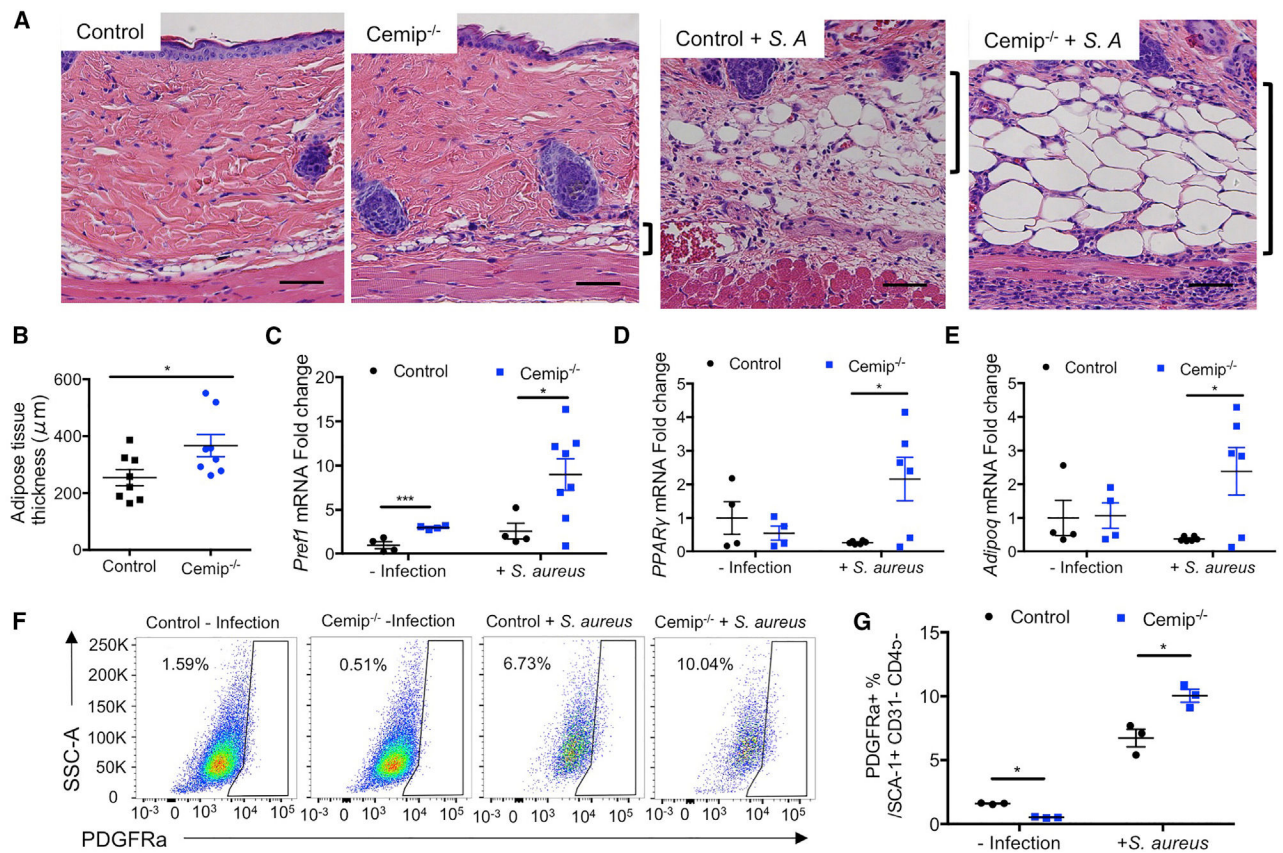 A
Control
Cemip-/-
Control + S. A
Cemip-/- + S. A
B
*
Adipose tissue
thickness (μm)
600
400
200
0
Control
Cemip-/-
C
Control
Cemip-/-
Pref1 mRNA Fold change
20
15
10
5
0
***
*
- Infection
+ S. aureus
D
Control
Cemip-/-
PPARγ mRNA Fold change
5
4
3
2
1
0
*
- Infection
+ S. aureus
E
Control
Cemip-/-
Adipoq mRNA Fold change
5
4
3
2
1
0
*
- Infection
+ S. aureus
F
Control - Infection
Cemip-/- -Infection
Control + S. aureus
Cemip-/- + S. aureus
1.59%
0.51%
6.73%
10.04%
SSC-A
250K
200K
150K
100K
50K
0
10-3 0 103 104 105
10-3 0 103 104 105
10-3 0 103 104 105
10-3 0 103 104 105
PDGFRa
G
Control
Cemip-/-
PDGFRa+ %
/SCA-1+ CD31- CD45-
15
10
5
0
*
*
- Infection
+S. aureus